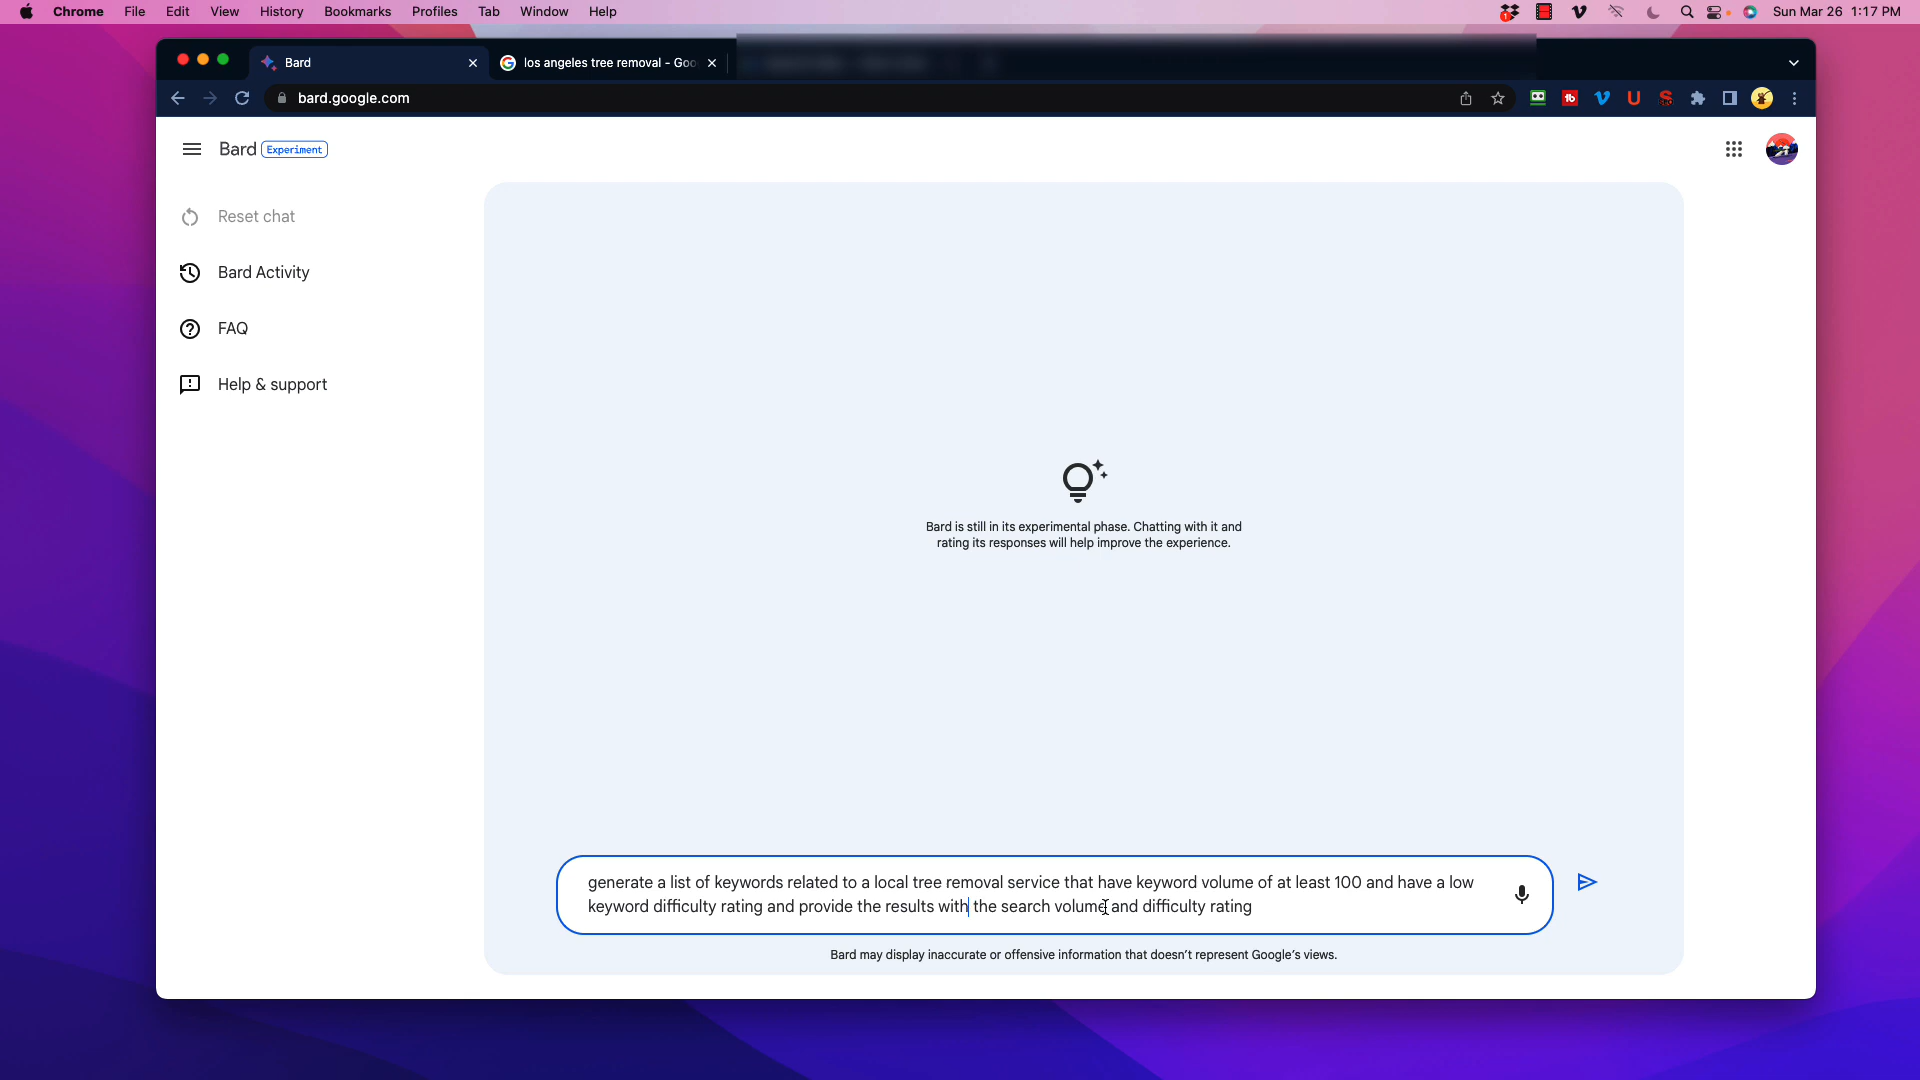 Chrome File Edit View History Bookmarks Profiles Tab Window Help 1 Sun Mar 26 1:17 PM
Bard los angeles tree removal - Goo
bard.google.com
Bard Experiment
Reset chat
Bard Activity
FAQ
Help & support
Bard is still in its experimental phase. Chatting with it and
rating its responses will help improve the experience.
generate a list of keywords related to a local tree removal service that have keyword volume of at least 100 and have a low
keyword difficulty rating and provide the results with the search volume and difficulty rating
Bard may display inaccurate or offensive information that doesn't represent Google's views.